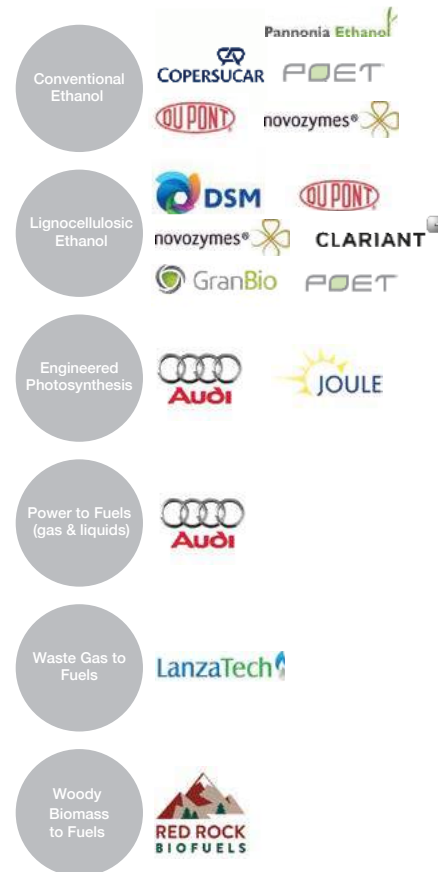 Pannonia Ethanol
Conventional
Ethanol
COPERSUCAR
POET
DUPONT
novozymes®
DSM
DUPONT
Lignocellulosic
Ethanol
novozymes®
CLARIANT
GranBio
POET
Engineered
Photosynthesis
Audi
JOULE
Power to Fuels
(gas & liquids)
Audi
Waste Gas to
Fuels
LanzaTech
Woody
Biomass
to Fuels
RED ROCK
BIOFUELS